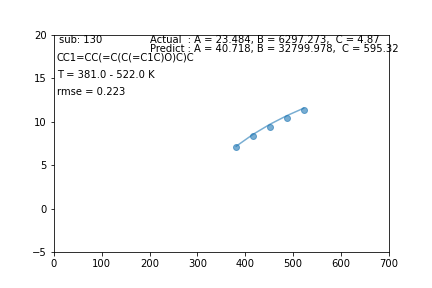 sub: 130
Actual : A = 23.484, B = 6297.273, C = 4.87
Predict : A = 40.718, B = 32799.978, C = 595.32
CC1=CC(=C(C(=C1C)O)C)C
T = 381.0 - 522.0 K
rmse = 0.223
20
15
10
5
0
−5
0 100 200 300 400 500 600 700